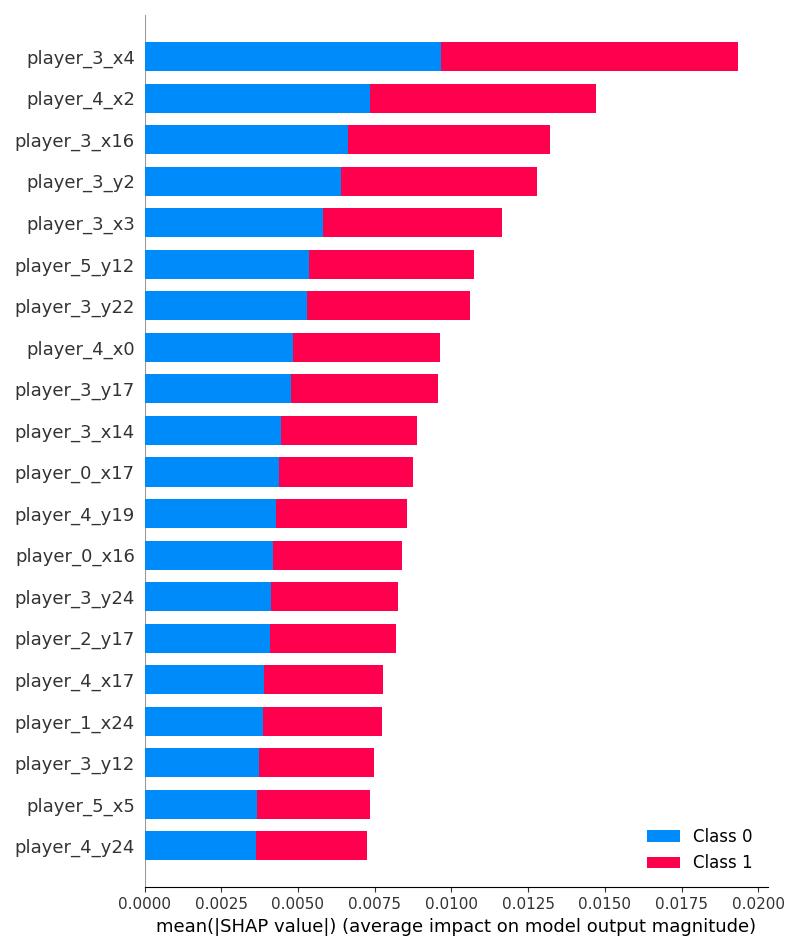 player_3_x4
player_4_x2
player_3_x16
player_3_y2
player_3_x3
player_5_y12
player_3_y22
player_4_x0
player_3_y17
player_3_x14
player_0_x17
player_4_y19
player_0_x16
player_3_y24
player_2_y17
player_4_x17
player_1_x24
player_3_y12
player_5_x5
player_4_y24
Class 0
Class 1
0.0000 0.0025 0.0050 0.0075 0.0100 0.0125 0.0150 0.0175 0.0200
mean(|SHAP value|) (average impact on model output magnitude)